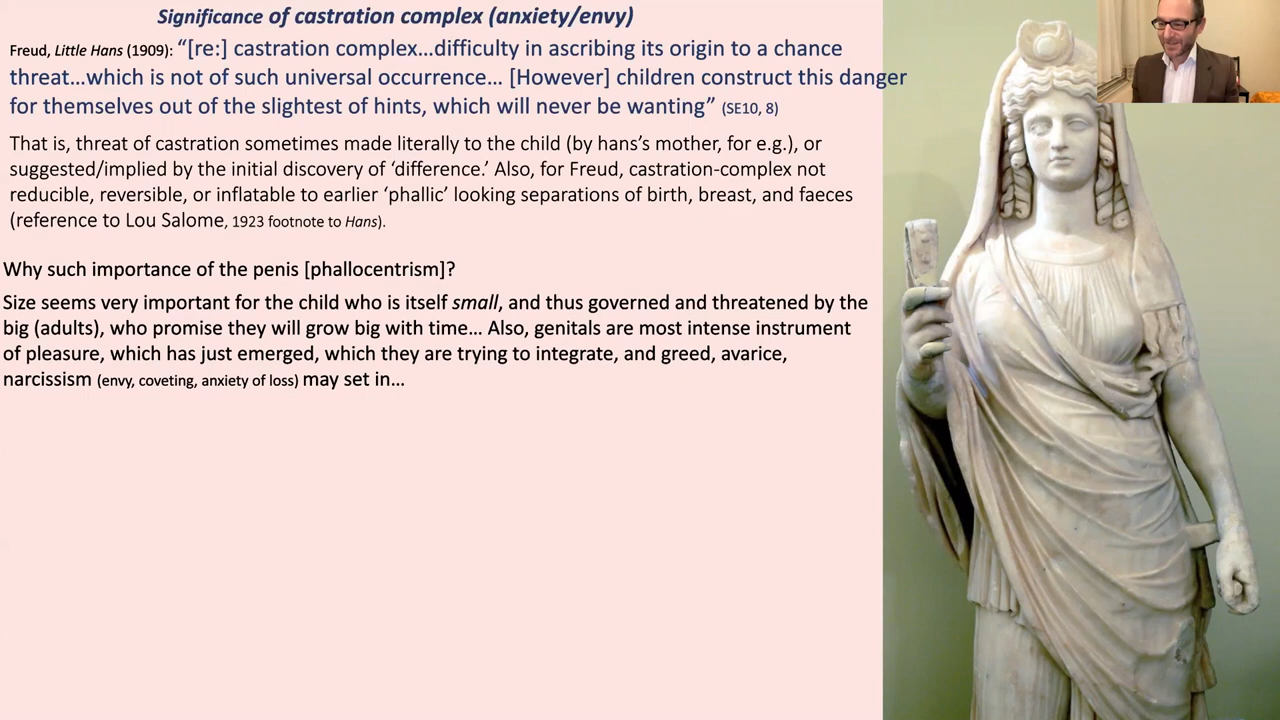 Significance of castration complex (anxiety/envy)
Freud, Little Hans (1909): “[re:] castration complex…difficulty in ascribing its origin to a chance
threat…which is not of such universal occurrence… [However] children construct this danger
for themselves out of the slightest of hints, which will never be wanting” (SE10, 8)
That is, threat of castration sometimes made literally to the child (by hans’s mother, for e.g.), or
suggested/implied by the initial discovery of ‘difference.’ Also, for Freud, castration-complex not
reducible, reversible, or inflatable to earlier ‘phallic’ looking separations of birth, breast, and faeces
(reference to Lou Salome, 1923 footnote to Hans).
Why such importance of the penis [phallocentrism]?
Size seems very important for the child who is itself small, and thus governed and threatened by the
big (adults), who promise they will grow big with time… Also, genitals are most intense instrument
of pleasure, which has just emerged, which they are trying to integrate, and greed, avarice,
narcissism (envy, coveting, anxiety of loss) may set in…